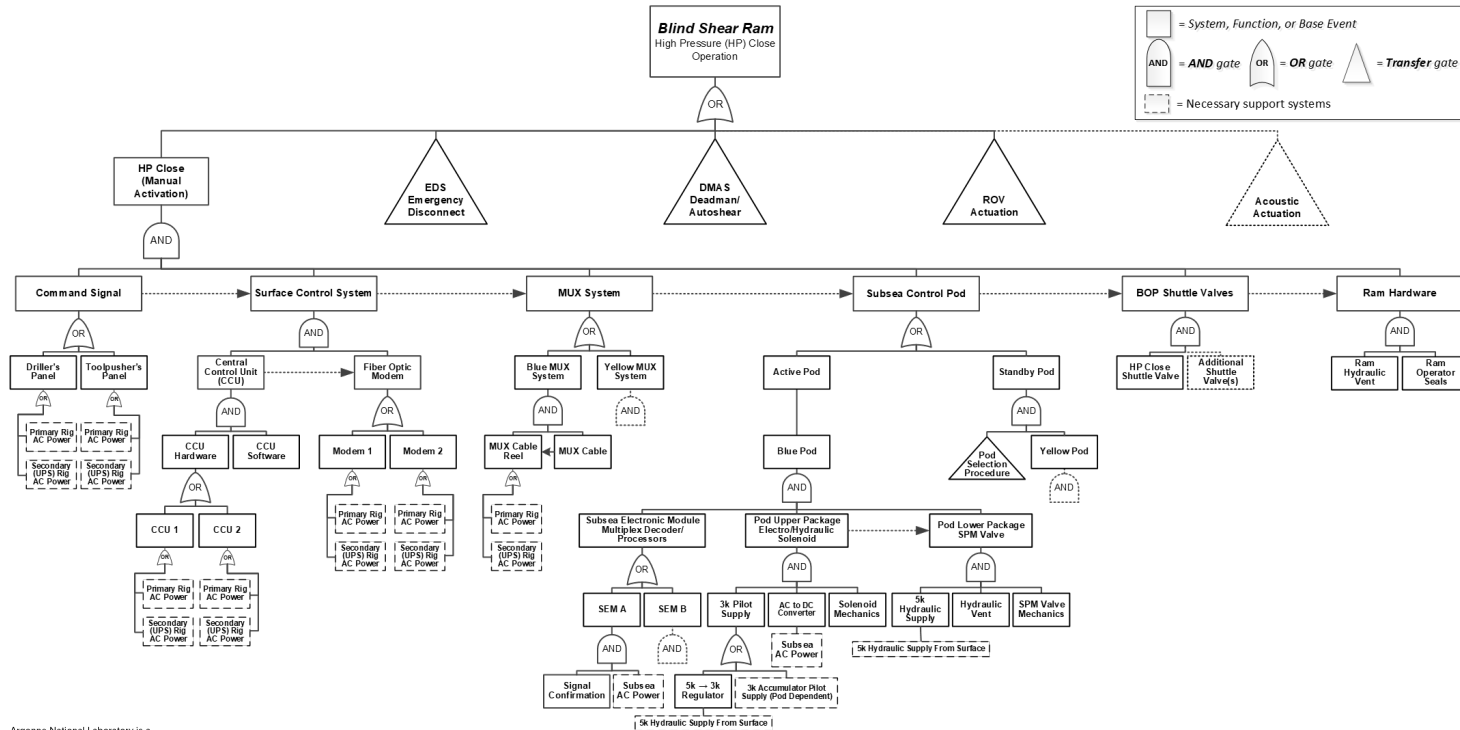 Blind Shear Ram
High Pressure (HP) Close
Operation
= System, Function, or Base Event
AND
= AND gate
OR
= OR gate
= Transfer gate
= Necessary support systems
OR
HP Close
(Manual
Activation)
EDS
Emergency
Disconnect
DMAS
Deadman/
Autoshear
ROV
Actuation
Acoustic
Actuation
AND
Command Signal
Surface Control System
MUX System
Subsea Control Pod
BOP Shuttle Valves
Ram Hardware
OR
AND
OR
OR
AND
AND
Driller's
Panel
Toolpusher's
Panel
Central
Control Unit
(CCU)
Fiber Optic
Modem
Blue MUX
System
Yellow MUX
System
Active Pod
Standby Pod
HP Close
Shuttle Valve
Additional
Shuttle
Valve(s)
Ram
Hydraulic
Vent
Ram
Operator
Seals
OR
OR
AND
OR
AND
AND
AND
Primary Rig
AC Power
Primary Rig
AC Power
Secondary
(UPS) Rig
AC Power
Secondary
(UPS) Rig
AC Power
CCU
Hardware
CCU
Software
Modem 1
Modem 2
MUX Cable
Reel
MUX Cable
Blue Pod
Pod
Selection
Procedure
Yellow Pod
OR
OR
OR
OR
AND
AND
CCU 1
CCU 2
Primary Rig
AC Power
Primary Rig
AC Power
Primary Rig
AC Power
Secondary
(UPS) Rig
AC Power
Secondary
(UPS) Rig
AC Power
Secondary
(UPS) Rig
AC Power
Subsea Electronic Module
Multiplex Decoder/
Processors
Pod Upper Package
Electro/Hydraulic
Solenoid
Pod Lower Package
SPM Valve
OR
OR
OR
AND
AND
Primary Rig
AC Power
Primary Rig
AC Power
Secondary
(UPS) Rig
AC Power
Secondary
(UPS) Rig
AC Power
SEM A
SEM B
3k Pilot
Supply
AC to DC
Converter
Solenoid
Mechanics
5k
Hydraulic
Supply
Hydraulic
Vent
SPM Valve
Mechanics
AND
AND
OR
Subsea
AC Power
5k Hydraulic Supply From Surface
Signal
Confirmation
Subsea
AC Power
5k → 3k
Regulator
3k Accumulator Pilot
Supply (Pod Dependent)
5k Hydraulic Supply From Surface